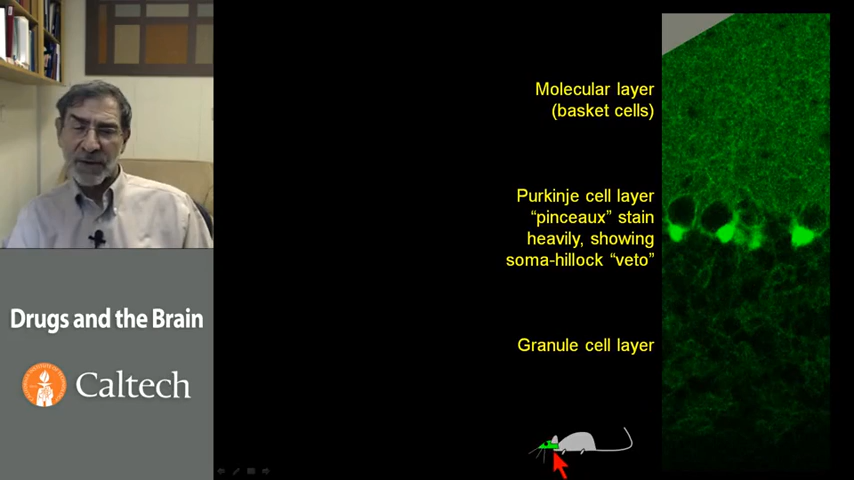 Molecular layer
(basket cells)
Purkinje cell layer
“pinceaux” stain
heavily, showing
soma-hillock “veto”
Granule cell layer
Drugs and the Brain
Caltech